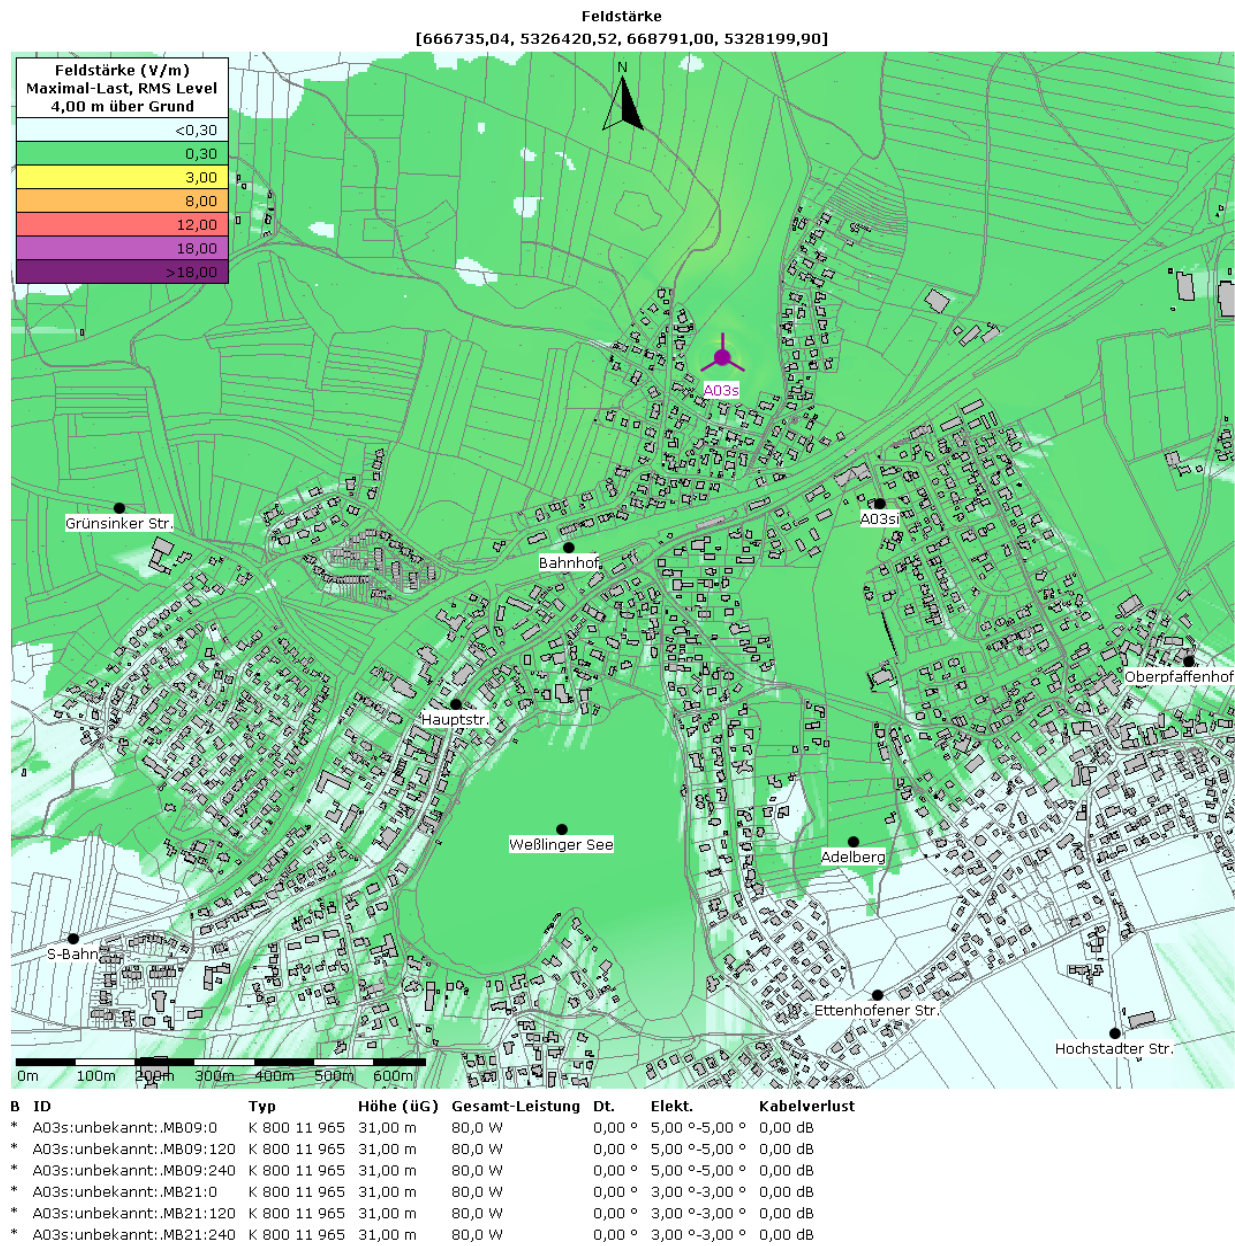 Feldstärke
[666735,04, 5326420,52, 668791,00, 5328199,90]
Feldstärke (V/m)
Maximal-Last, RMS Level
4,00 m über Grund
<0,30
0,30
3,00
8,00
12,00
18,00
>18,00
N
A03s
Grünsinker Str.
A03si
Bahnhof
Oberpfaffenhof
Hauptstr.
Weßlinger See
Adelberg
S-Bahn
Ettenhofener Str.
Hochstadter Str.
0m 100m 200m 300m 400m 500m 600m
B ID Typ Höhe (üG) Gesamt-Leistung Dt. Elekt. Kabelverlust
* A03s:unbekannt:.MB09:0 K 800 11 965 31,00 m 80,0 W 0,00 ° 5,00 °-5,00 ° 0,00 dB
* A03s:unbekannt:.MB09:120 K 800 11 965 31,00 m 80,0 W 0,00 ° 5,00 °-5,00 ° 0,00 dB
* A03s:unbekannt:.MB09:240 K 800 11 965 31,00 m 80,0 W 0,00 ° 5,00 °-5,00 ° 0,00 dB
* A03s:unbekannt:.MB21:0 K 800 11 965 31,00 m 80,0 W 0,00 ° 3,00 °-3,00 ° 0,00 dB
* A03s:unbekannt:.MB21:120 K 800 11 965 31,00 m 80,0 W 0,00 ° 3,00 °-3,00 ° 0,00 dB
* A03s:unbekannt:.MB21:240 K 800 11 965 31,00 m 80,0 W 0,00 ° 3,00 °-3,00 ° 0,00 dB